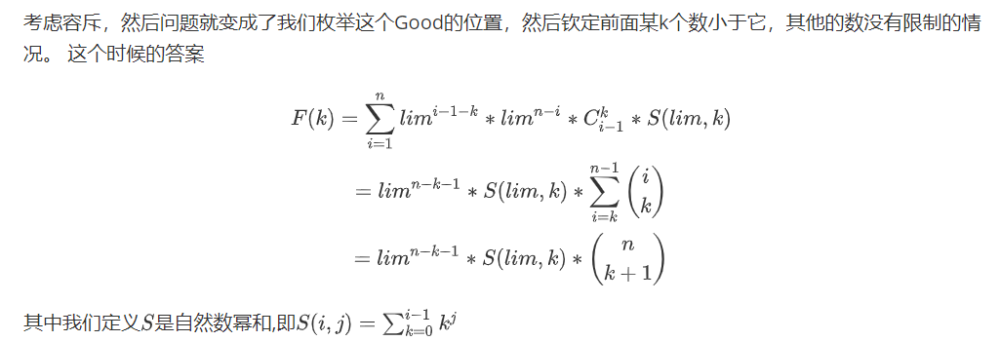 考虑容斥，然后问题就变成了我们枚举这个Good的位置，然后钦定前面某k个数小于它，其他的数没有限制的情
况。 这个时候的答案
$F(k) = \sum_{i=1}^{n} lim^{i-1-k} * lim^{n-i} * C_{i-1}^{k} * S(lim, k)$
$= lim^{n-k-1} * S(lim, k) * \sum_{i=k}^{n-1} \binom{i}{k}$
$= lim^{n-k-1} * S(lim, k) * \binom{n}{k+1}$
其中我们定义$S$是自然数幂和,即$S(i, j) = \sum_{k=0}^{i-1} k^j$